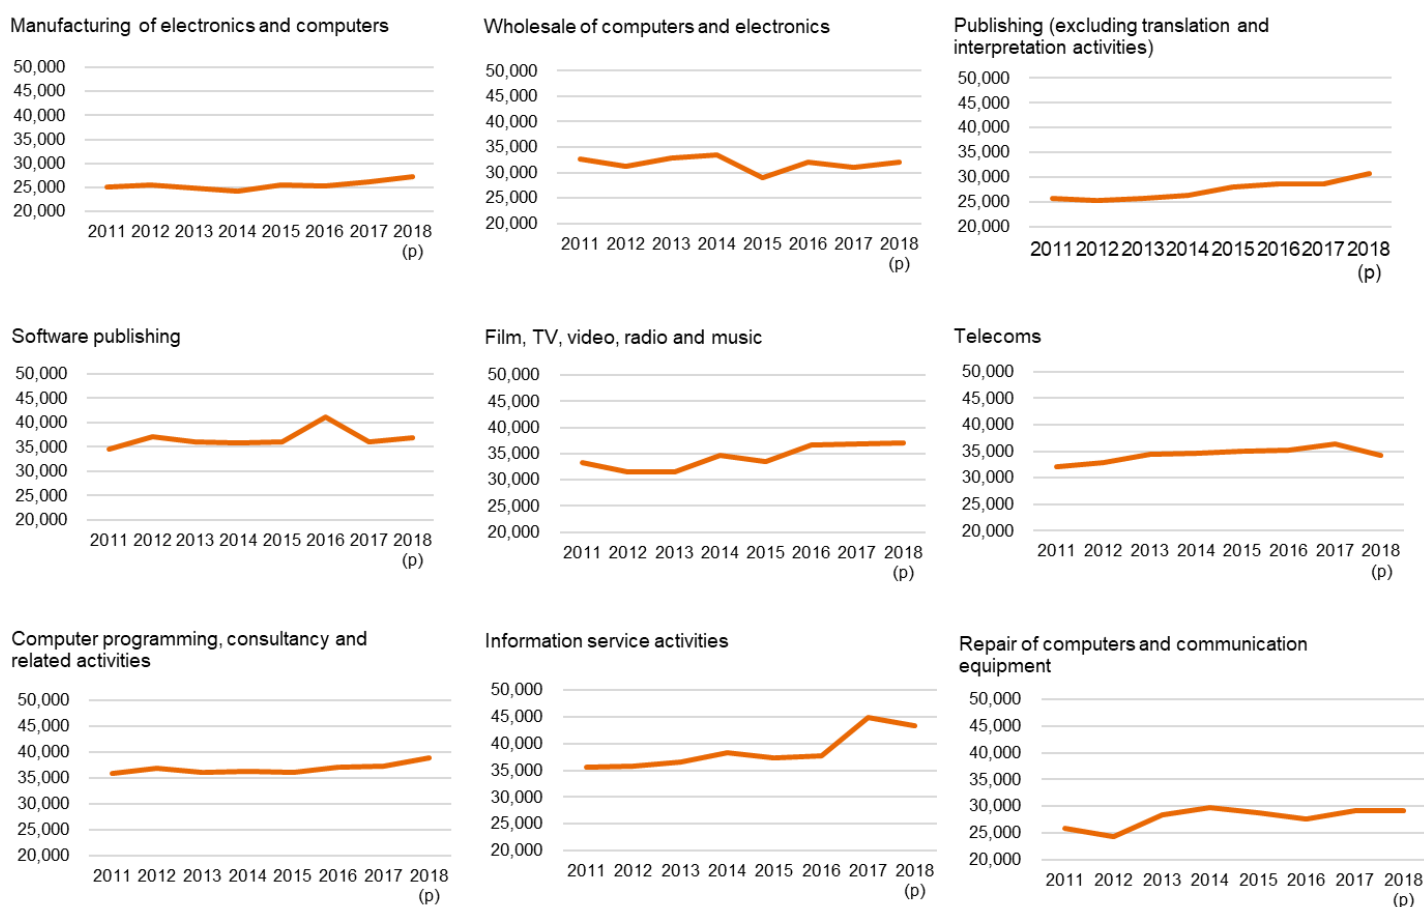 Manufacturing of electronics and computers
50,000
45,000
40,000
35,000
30,000
25,000
20,000
2011 2012 2013 2014 2015 2016 2017 2018
(p)
Wholesale of computers and electronics
50,000
45,000
40,000
35,000
30,000
25,000
20,000
2011 2012 2013 2014 2015 2016 2017 2018
(p)
Publishing (excluding translation and
interpretation activities)
50,000
45,000
40,000
35,000
30,000
25,000
20,000
2011 2012 2013 2014 2015 2016 2017 2018
(p)
Software publishing
50,000
45,000
40,000
35,000
30,000
25,000
20,000
2011 2012 2013 2014 2015 2016 2017 2018
(p)
Film, TV, video, radio and music
50,000
45,000
40,000
35,000
30,000
25,000
20,000
2011 2012 2013 2014 2015 2016 2017 2018
(p)
Telecoms
50,000
45,000
40,000
35,000
30,000
25,000
20,000
2011 2012 2013 2014 2015 2016 2017 2018
(p)
Computer programming, consultancy and
related activities
50,000
45,000
40,000
35,000
30,000
25,000
20,000
2011 2012 2013 2014 2015 2016 2017 2018
(p)
Information service activities
50,000
45,000
40,000
35,000
30,000
25,000
20,000
2011 2012 2013 2014 2015 2016 2017 2018
(p)
Repair of computers and communication
equipment
50,000
45,000
40,000
35,000
30,000
25,000
20,000
2011 2012 2013 2014 2015 2016 2017 2018
(p)